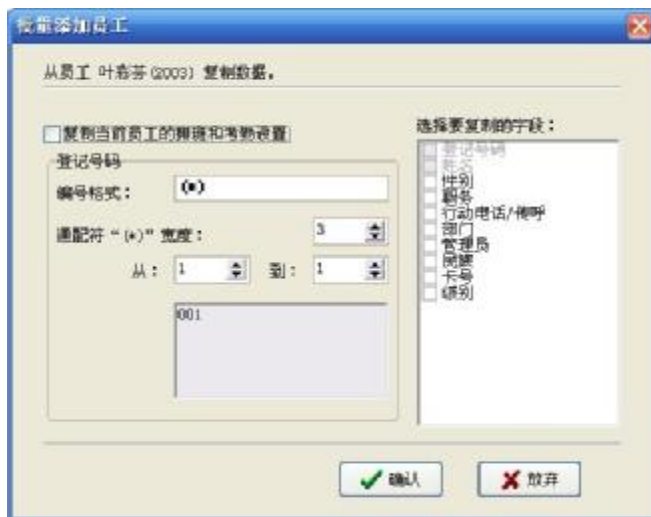 批量添加员工
从员工 叶嘉芬(2003) 复制数据。
复制当前员工的排班和考勤设置
登记号码
编号格式： (*)
通配符“(*)”宽度： 3
从： 1 到： 1
001
选择要复制的字段：
登记号码
姓名
性别
职务
行动电话/传呼
部门
管理员
民族
卡号
级别
确认
放弃